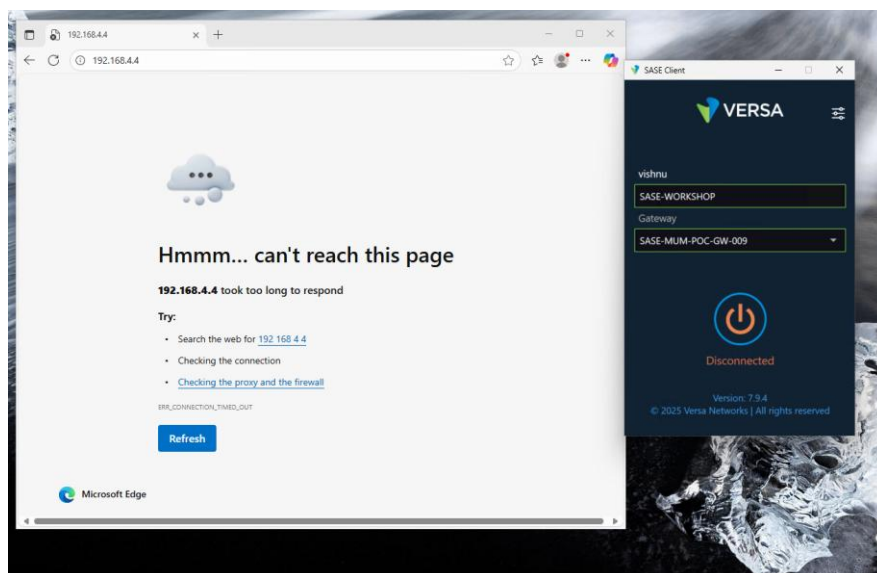 192.168.4.4
192.168.4.4
Hmmm... can't reach this page
192.168.4.4 took too long to respond
Try:
• Search the web for 192 168 4 4
• Checking the connection
• Checking the proxy and the firewall
ERR_CONNECTION_TIMED_OUT
Refresh
Microsoft Edge
SASE Client
VERSA
vishnu
SASE-WORKSHOP
Gateway
SASE-MUM-POC-GW-009
Disconnected
Version: 7.9.4
© 2025 Versa Networks | All rights reserved